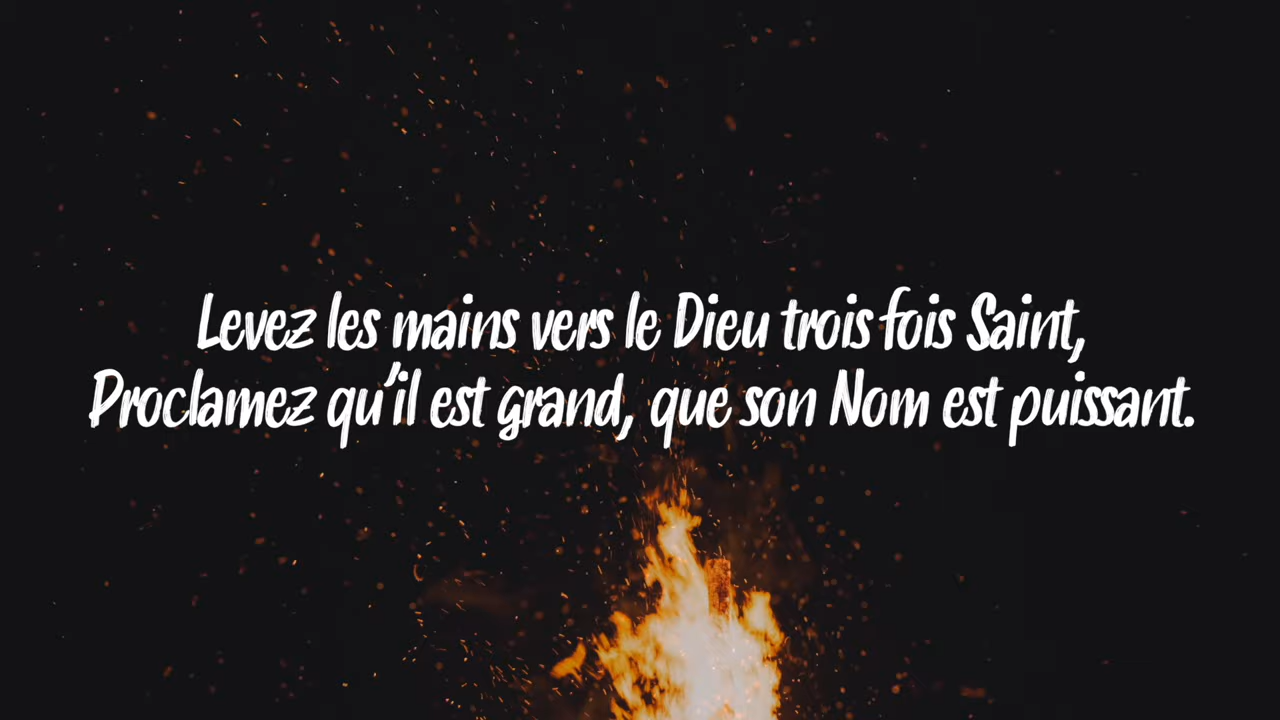 Levez les mains vers le Dieu trois fois Saint,
Proclamez qu'il est grand, que son Nom est puissant.